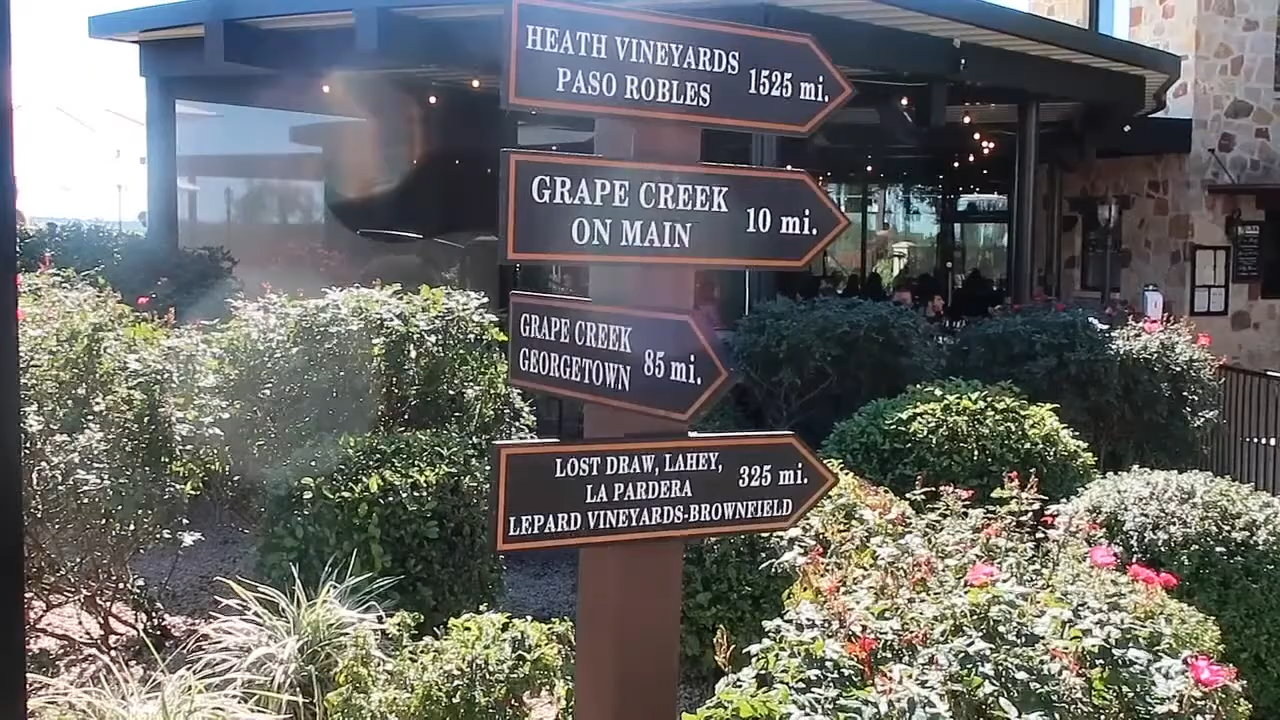 HEATH VINEYARDS
PASO ROBLES
1525 mi.
GRAPE CREEK
ON MAIN
10 mi.
GRAPE CREEK
GEORGETOWN
85 mi.
LOST DRAW, LAHEY,
LA PARDERA
LEPARD VINEYARDS-BROWNFIELD
325 mi.